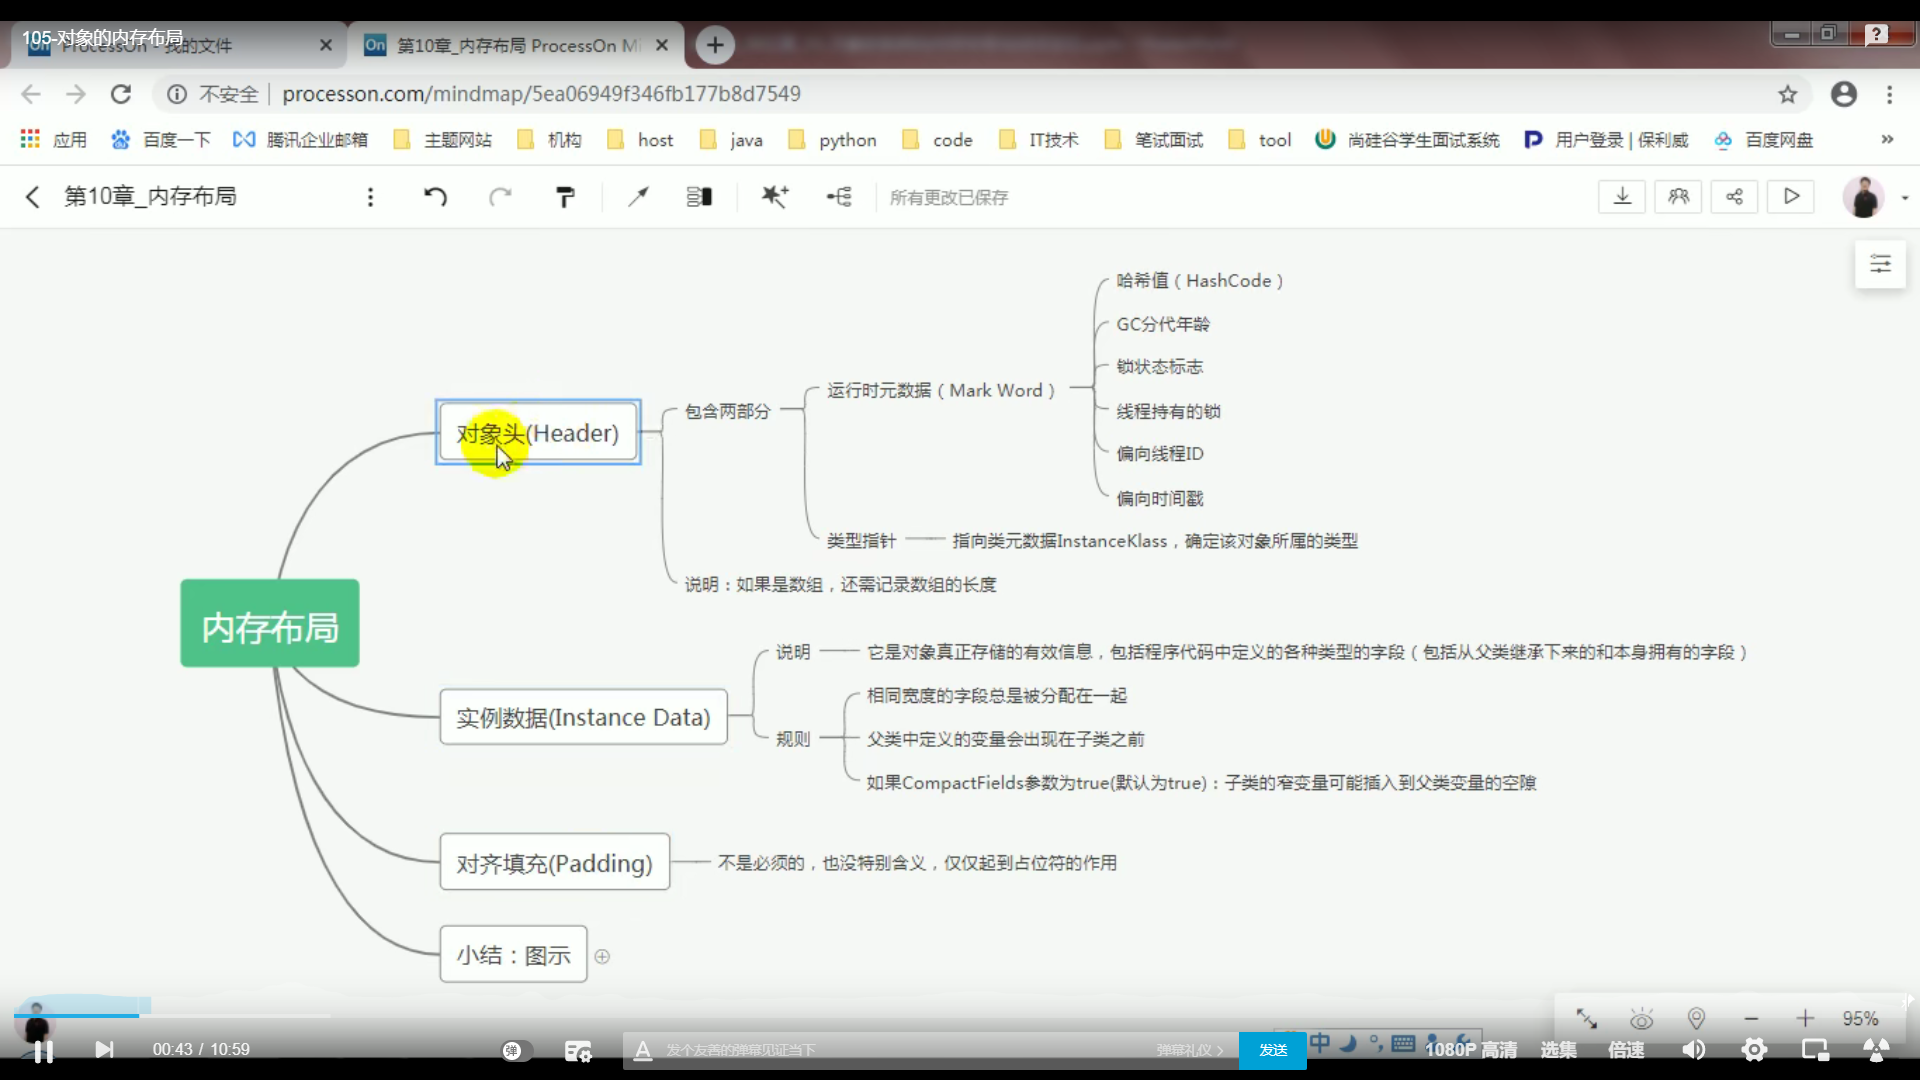 105-对象的内存布局
我的文件
第10章_内存布局 ProcessOn Mi
不安全 processon.com/mindmap/5ea06949f346fb177b8d7549
应用 百度一下 腾讯企业邮箱 主题网站 机构 host java python code IT技术 笔试面试 tool 尚硅谷学生面试系统 用户登录 | 保利威 百度网盘 »
第10章_内存布局 所有更改已保存
哈希值（HashCode）
GC分代年龄
锁状态标志
运行时元数据（Mark Word）
包含两部分
线程持有的锁
对象头(Header)
偏向线程ID
偏向时间戳
类型指针 指向类元数据InstanceKlass，确定该对象所属的类型
说明：如果是数组，还需记录数组的长度
内存布局
说明 它是对象真正存储的有效信息，包括程序代码中定义的各种类型的字段（包括从父类继承下来的和本身拥有的字段）
相同宽度的字段总是被分配在一起
实例数据(Instance Data)
规则 父类中定义的变量会出现在子类之前
如果CompactFields参数为true(默认为true)：子类的窄变量可能插入到父类变量的空隙
对齐填充(Padding) 不是必须的，也没特别含义，仅仅起到占位符的作用
小结：图示
95%
00:43 / 10:59 弹 发个友善的弹幕见证当下 弹幕礼仪 发送 中 1080P 高清 选集 倍速